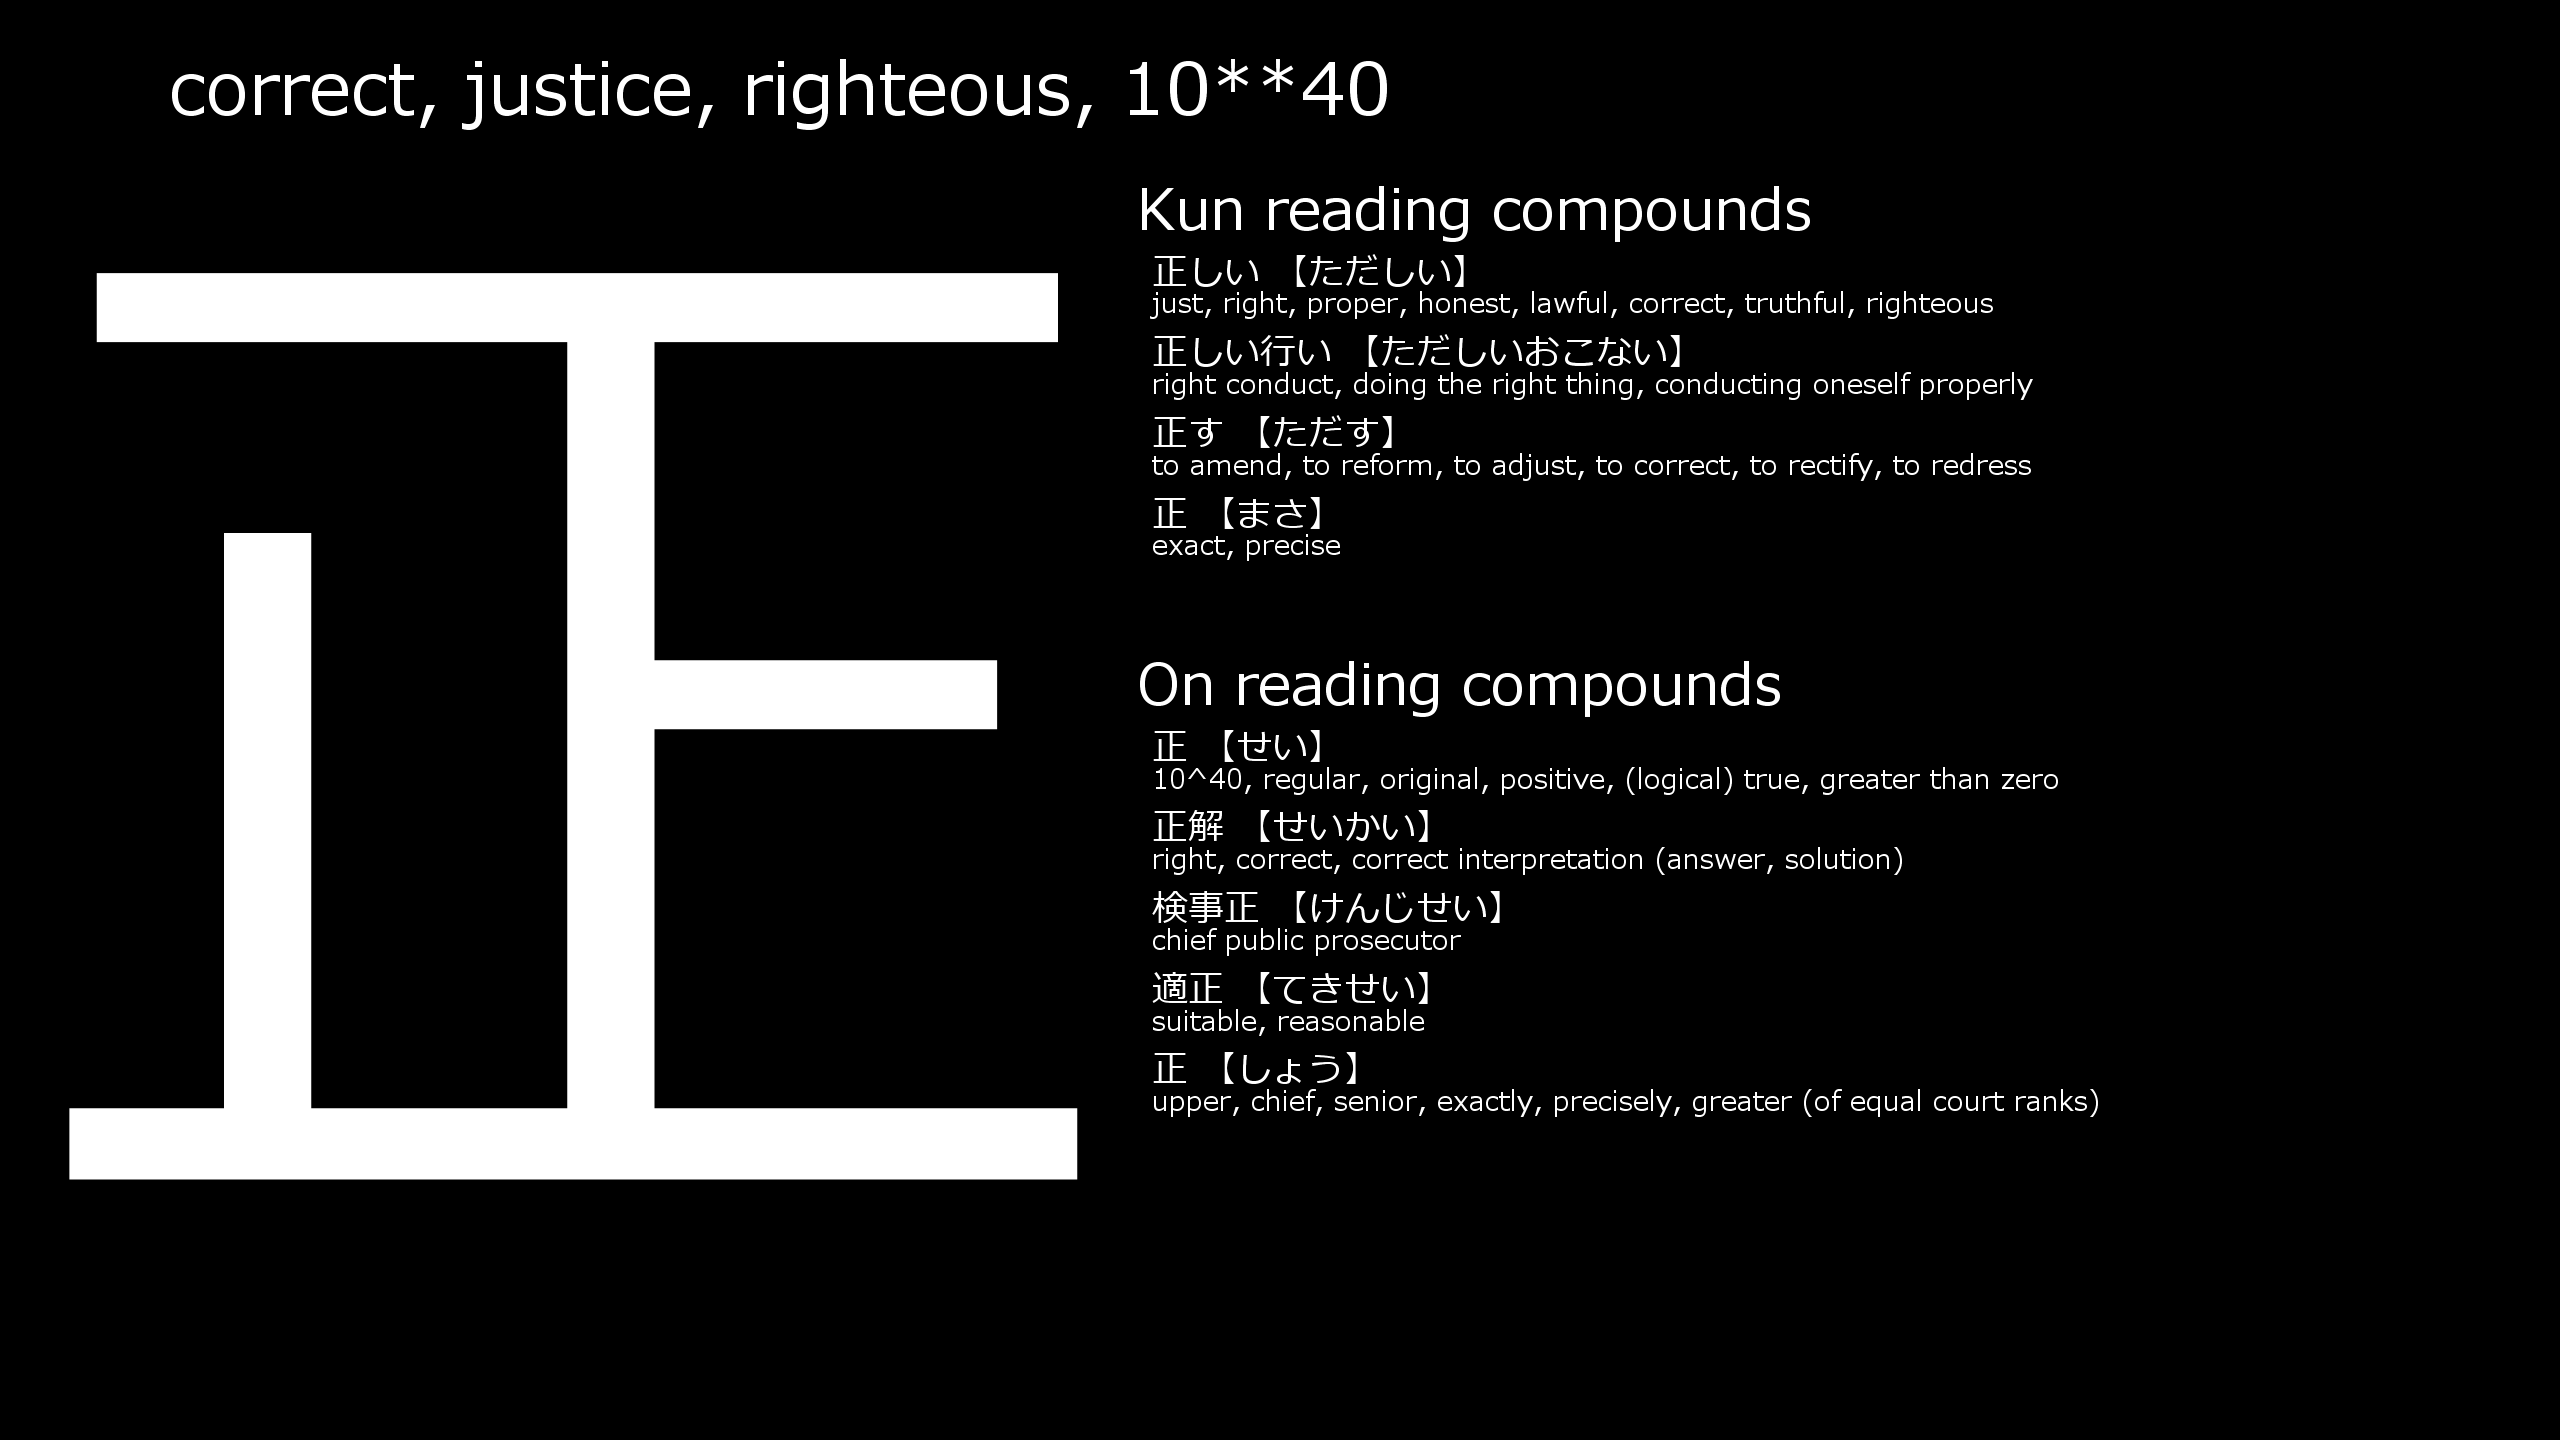 correct, justice, righteous, 10**40
正
Kun reading compounds
正しい 【ただしい】
just, right, proper, honest, lawful, correct, truthful, righteous
正しい行い 【ただしいおこない】
right conduct, doing the right thing, conducting oneself properly
正す 【ただす】
to amend, to reform, to adjust, to correct, to rectify, to redress
正 【まさ】
exact, precise
On reading compounds
正 【せい】
10^40, regular, original, positive, (logical) true, greater than zero
正解 【せいかい】
right, correct, correct interpretation (answer, solution)
検事正 【けんじせい】
chief public prosecutor
適正 【てきせい】
suitable, reasonable
正 【しょう】
upper, chief, senior, exactly, precisely, greater (of equal court ranks)